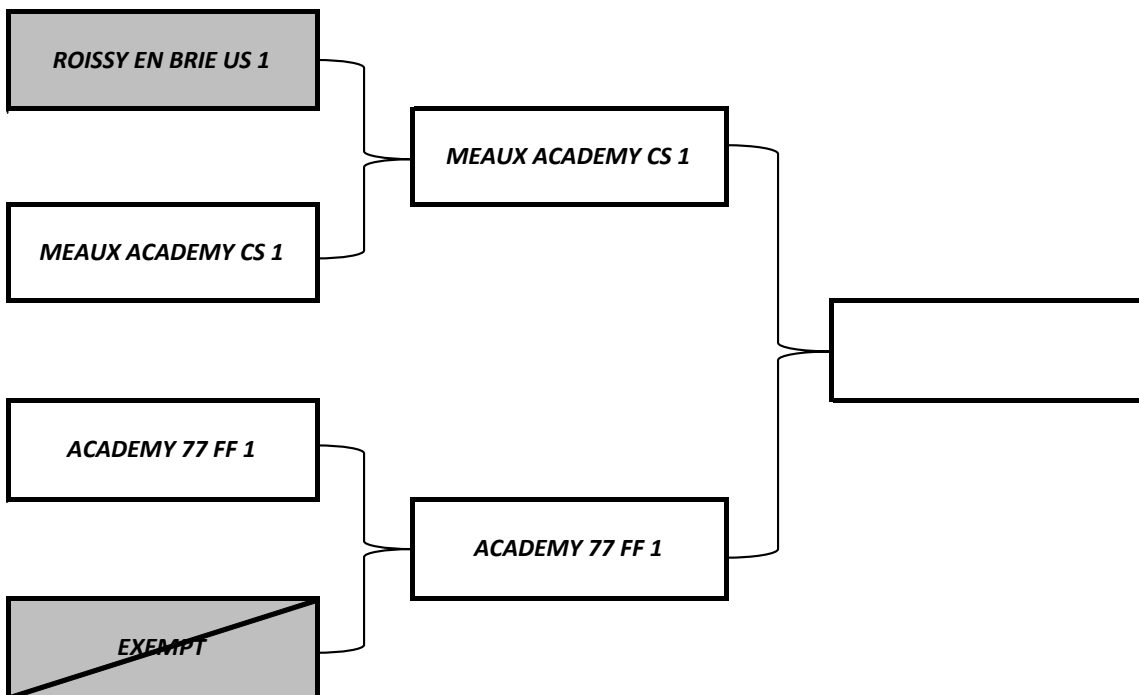 ROISSY EN BRIE US 1
MEAUX ACADEMY CS 1
MEAUX ACADEMY CS 1
ACADEMY 77 FF 1
ACADEMY 77 FF 1
EXEMPT